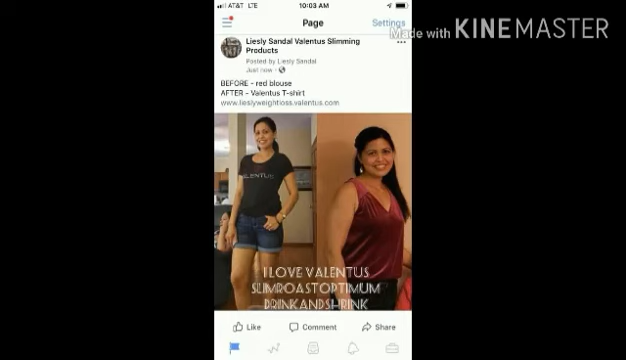 AT&T LTE 10:03 AM
Page Settings
Made with KINEMASTER
Liesly Sandal Valentus Slimming
Products
Posted by Liesly Sandal
Just now
BEFORE - red blouse
AFTER - Valentus T-shirt
www.lieslyweightloss.valentus.com
VALENTUS
I LOVE VALENTUS
SLIMROASTOPTIMUM
DRINKANDSHRINK
Like Comment Share